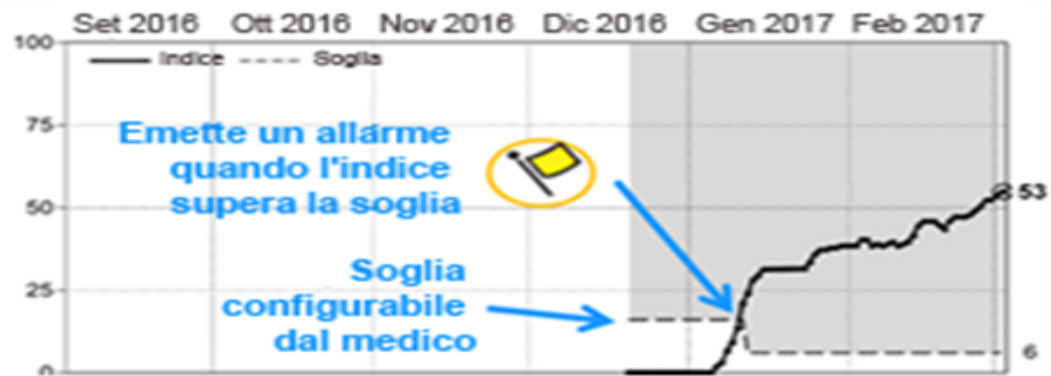 Set 2016 Ott 2016 Nov 2016 Dic 2016 Gen 2017 Feb 2017
100
Indice Soglia
75
Emette un allarme
quando l'indice
supera la soglia
50
53
Soglia
25
configurabile
dal medico
6
0